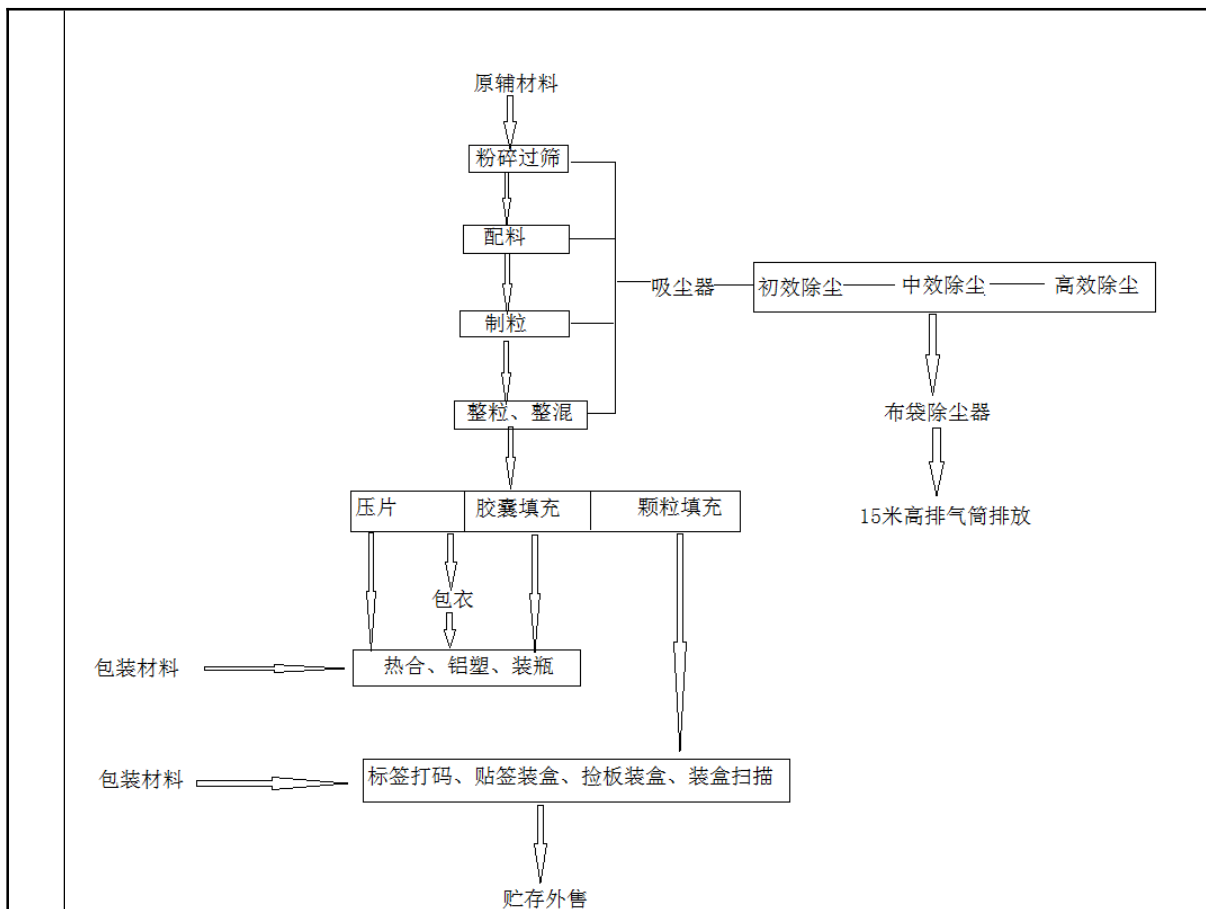 原辅材料
粉碎过筛
配料
吸尘器
初效除尘
中效除尘
高效除尘
制粒
整粒、整混
布袋除尘器
压片
胶囊填充
颗粒填充
15米高排气筒排放
包衣
包装材料
热合、铝塑、装瓶
包装材料
标签打码、贴签装盒、捡板装盒、装盒扫描
贮存外售